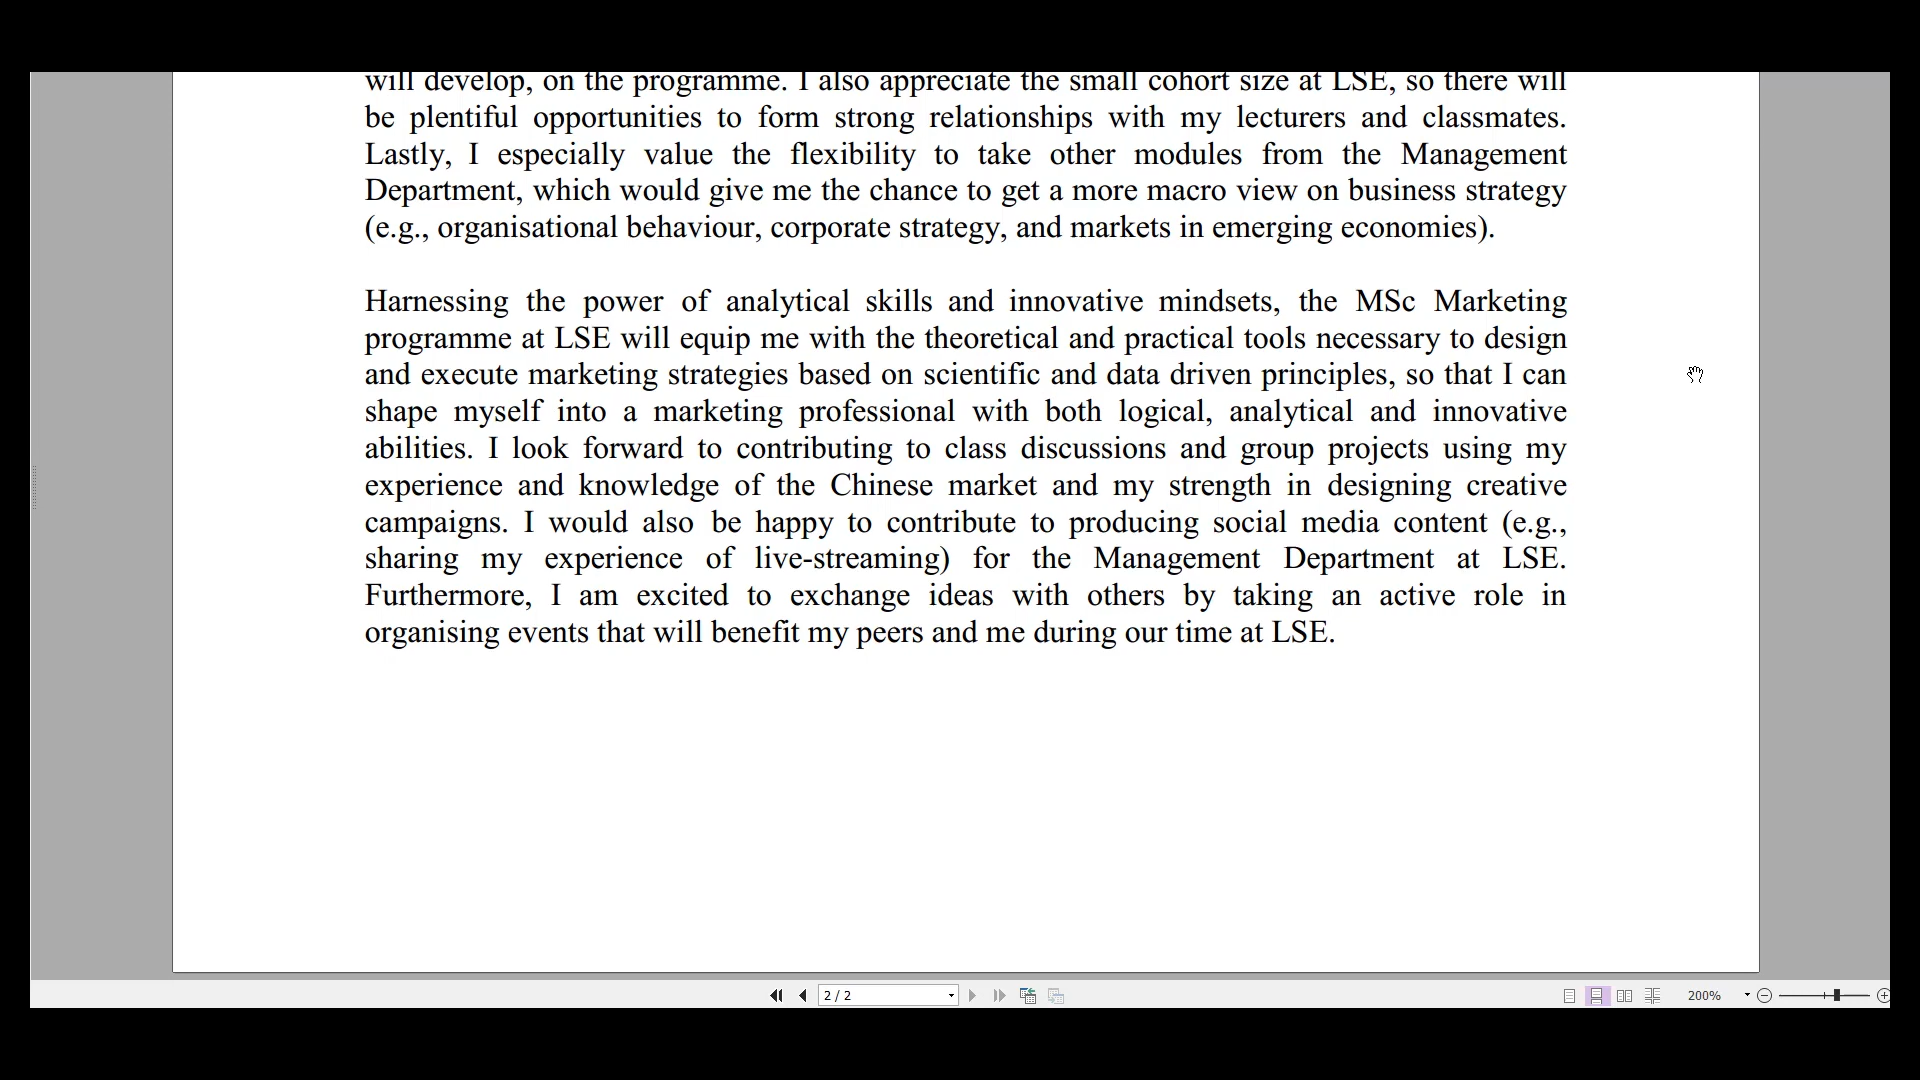 will develop, on the programme. I also appreciate the small cohort size at LSE, so there will
be plentiful opportunities to form strong relationships with my lecturers and classmates.
Lastly, I especially value the flexibility to take other modules from the Management
Department, which would give me the chance to get a more macro view on business strategy
(e.g., organisational behaviour, corporate strategy, and markets in emerging economies).
Harnessing the power of analytical skills and innovative mindsets, the MSc Marketing
programme at LSE will equip me with the theoretical and practical tools necessary to design
and execute marketing strategies based on scientific and data driven principles, so that I can
shape myself into a marketing professional with both logical, analytical and innovative
abilities. I look forward to contributing to class discussions and group projects using my
experience and knowledge of the Chinese market and my strength in designing creative
campaigns. I would also be happy to contribute to producing social media content (e.g.,
sharing my experience of live-streaming) for the Management Department at LSE.
Furthermore, I am excited to exchange ideas with others by taking an active role in
organising events that will benefit my peers and me during our time at LSE.
2 / 2
200%